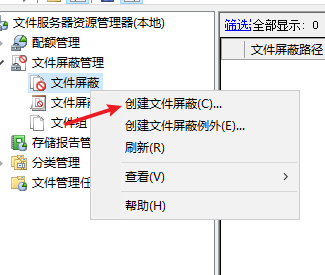 文件服务器资源管理器(本地)
配额管理
文件屏蔽管理
文件屏蔽
文件屏
文件组
存储报告管
分类管理
文件管理任
筛选 全部显示: 0
文件屏蔽路径
创建文件屏蔽(C)...
创建文件屏蔽例外(E)...
刷新(R)
查看(V)
帮助(H)